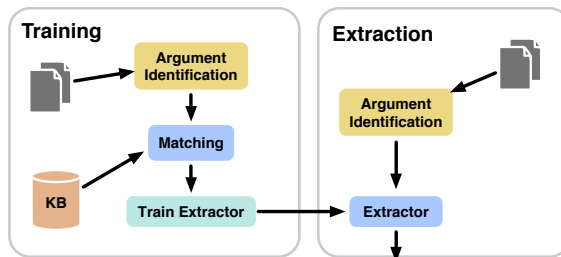 Training
Argument
Identification
Matching
KB
Train Extractor
Extraction
Argument
Identification
Extractor